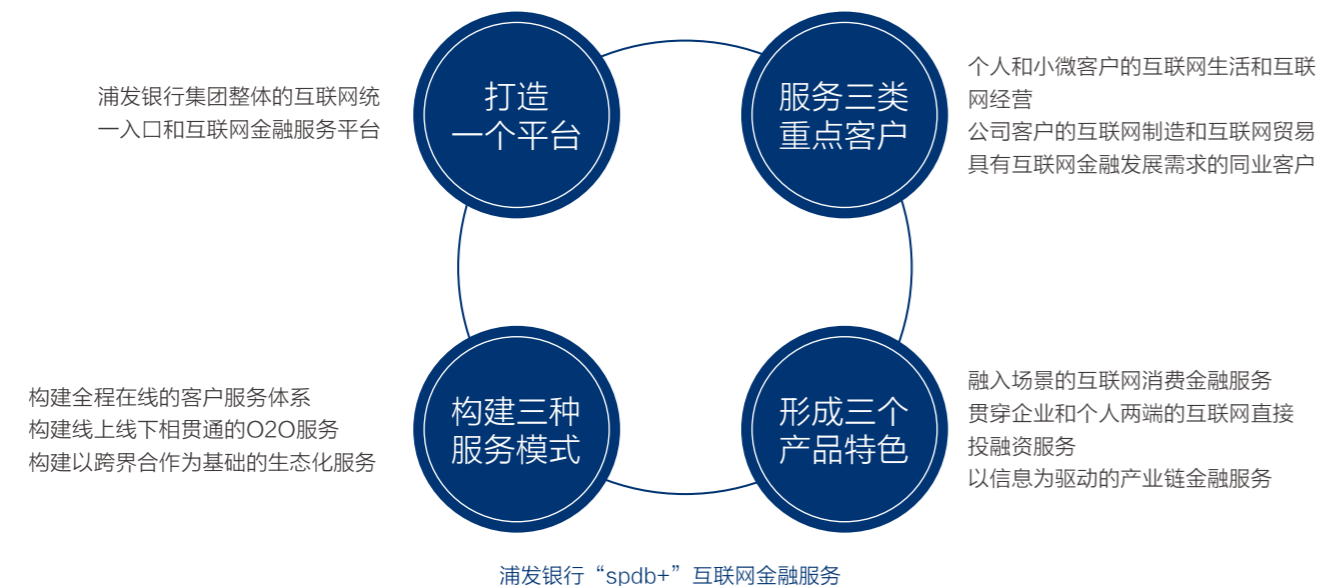 浦发银行集团整体的互联网统
一入口和互联网金融服务平台
打造
一个平台
服务三类
重点客户
个人和小微客户的互联网生活和互联
网经营
公司客户的互联网制造和互联网贸易
具有互联网金融发展需求的同业客户
构建全程在线的客户服务体系
构建线上线下相贯通的O2O服务
构建以跨界合作为基础的生态化服务
构建三种
服务模式
形成三个
产品特色
融入场景的互联网消费金融服务
贯穿企业和个人两端的互联网直接
投融资服务
以信息为驱动的产业链金融服务
浦发银行“spdb+”互联网金融服务